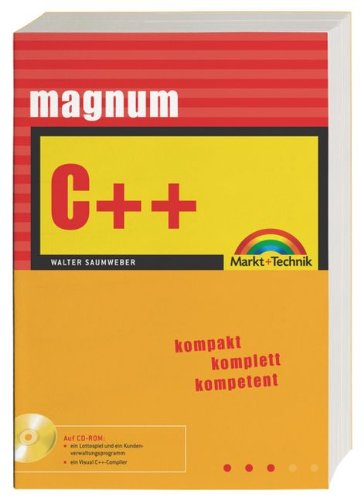 magnum
C++
WALTER SAUMWEBER
Markt+Technik
kompakt
komplett
kompetent
Auf CD-ROM:
ein Lottospiel und ein Kunden-
verwaltungsprogramm
ein Visual C++-Compiler